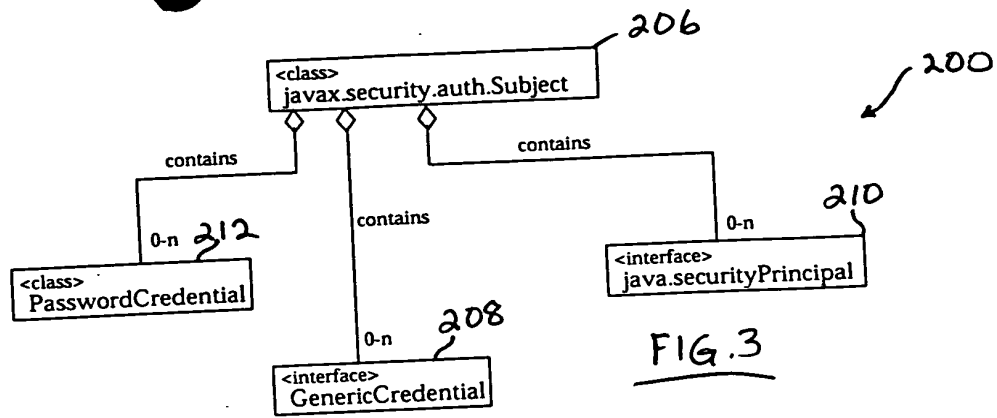 206
200
<class>
javax.security.auth.Subject
contains
contains
contains
210
0-n
212
0-n
<interface>
java.securityPrincipal
<class>
PasswordCredential
0-n
208
<interface>
GenericCredential
FIG.3